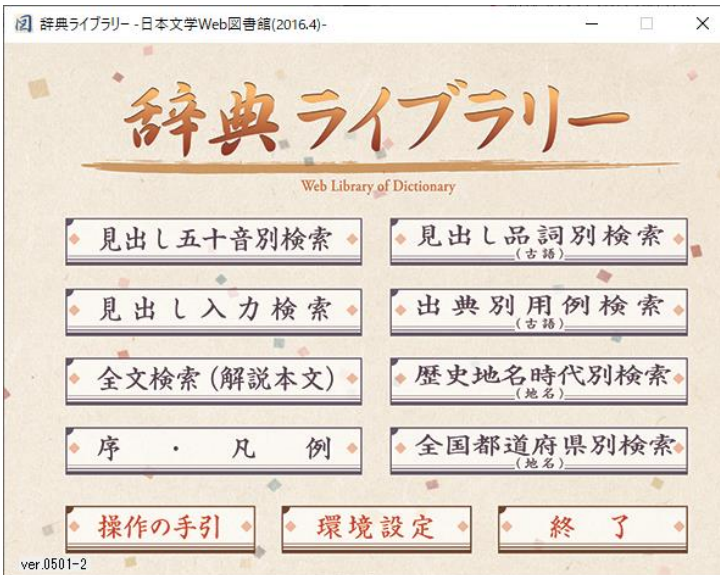 辞典ライブラリー -日本文学Web図書館(2016.4)-
辞典ライブラリー
Web Library of Dictionary
見出し五十音別検索
見出し品詞別検索
(古語)
見出し入力検索
出典別用例検索
(古語)
全文検索(解説本文)
歴史地名時代別検索
(地名)
序・凡例
全国都道府県別検索
(地名)
操作の手引
環境設定
終了
ver.0501-2